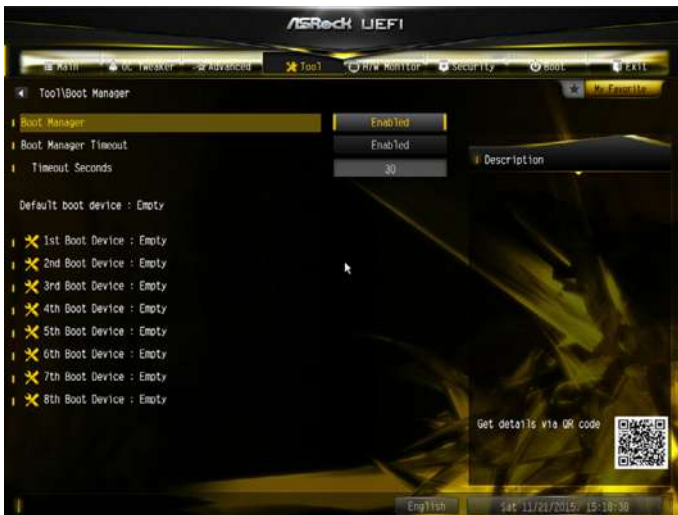 ASRock UEFI
Main OC Tweaker Advanced Tool H/W Monitor Security Boot Exit
Tool\Boot Manager
My Favorite
Boot Manager Enabled
Boot Manager Timeout Enabled
Timeout Seconds 30
Description
Default boot device : Empty
1st Boot Device : Empty
2nd Boot Device : Empty
3rd Boot Device : Empty
4th Boot Device : Empty
5th Boot Device : Empty
6th Boot Device : Empty
7th Boot Device : Empty
8th Boot Device : Empty
Get details via QR code
English
Sat 11/21/2015, 15:18:38